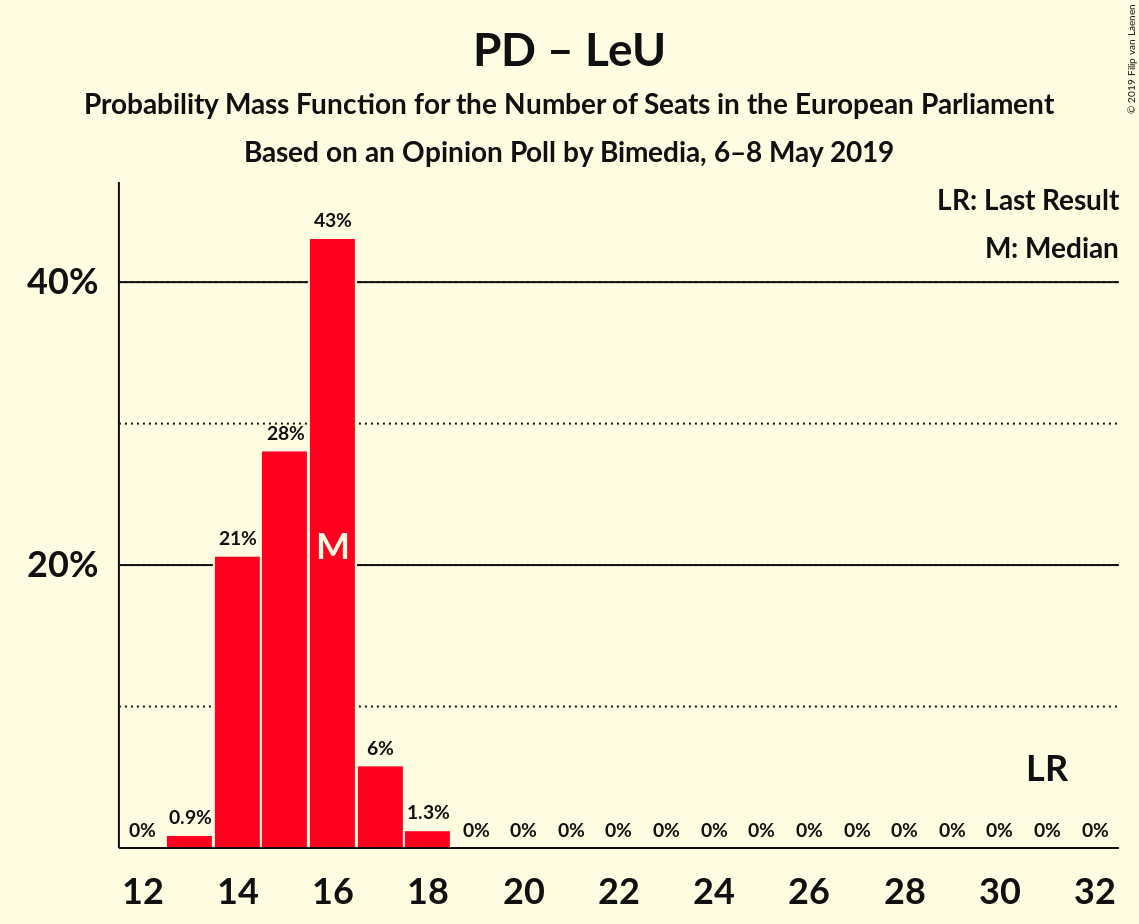 PD – LeU
Probability Mass Function for the Number of Seats in the European Parliament
Based on an Opinion Poll by Bimedia, 6–8 May 2019
© 2019 Filip van Laenen
LR: Last Result
M: Median
40%
20%
0% 0.9% 21% 28% 43% 6% 1.3% 0% 0% 0% 0% 0% 0% 0% 0% 0% 0% 0% 0% 0% 0%
M
LR
12 14 16 18 20 22 24 26 28 30 32